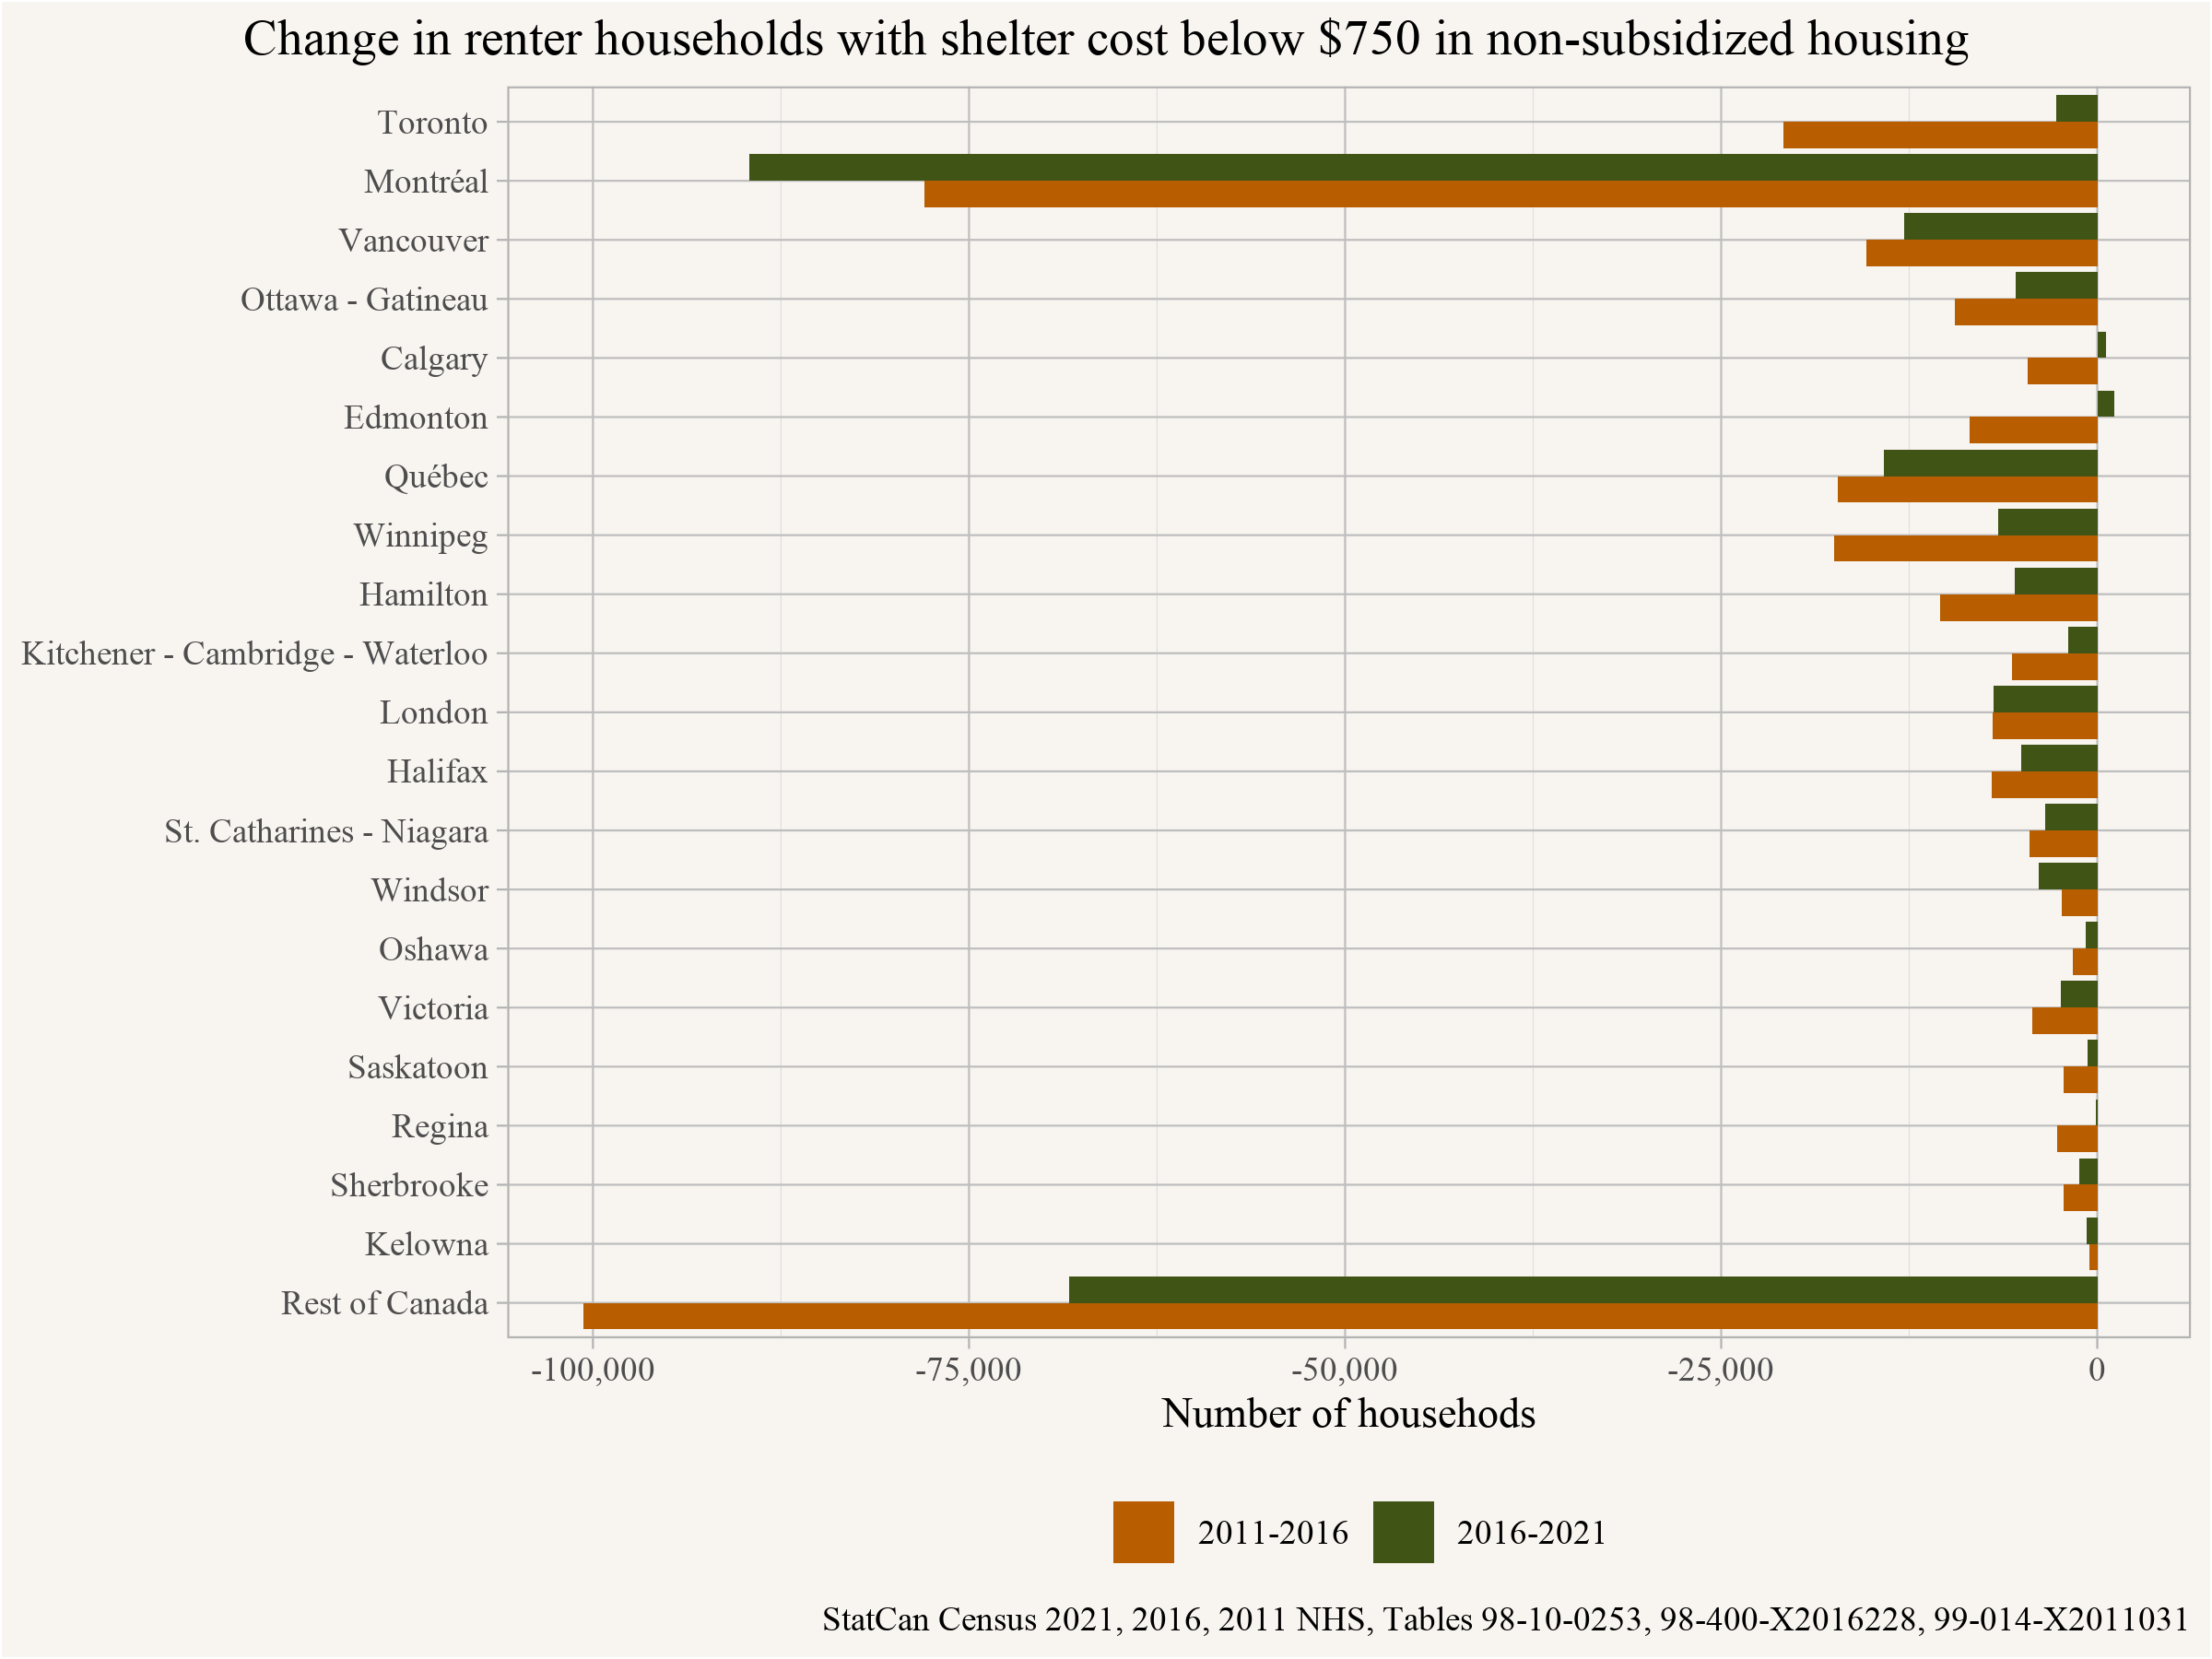 Change in renter households with shelter cost below $750 in non-subsidized housing
Toronto
Montréal
Vancouver
Ottawa - Gatineau
Calgary
Edmonton
Québec
Winnipeg
Hamilton
Kitchener - Cambridge - Waterloo
London
Halifax
St. Catharines - Niagara
Windsor
Oshawa
Victoria
Saskatoon
Regina
Sherbrooke
Kelowna
Rest of Canada
-100,000 -75,000 -50,000 -25,000 0
Number of househods
2011-2016 2016-2021
StatCan Census 2021, 2016, 2011 NHS, Tables 98-10-0253, 98-400-X2016228, 99-014-X2011031